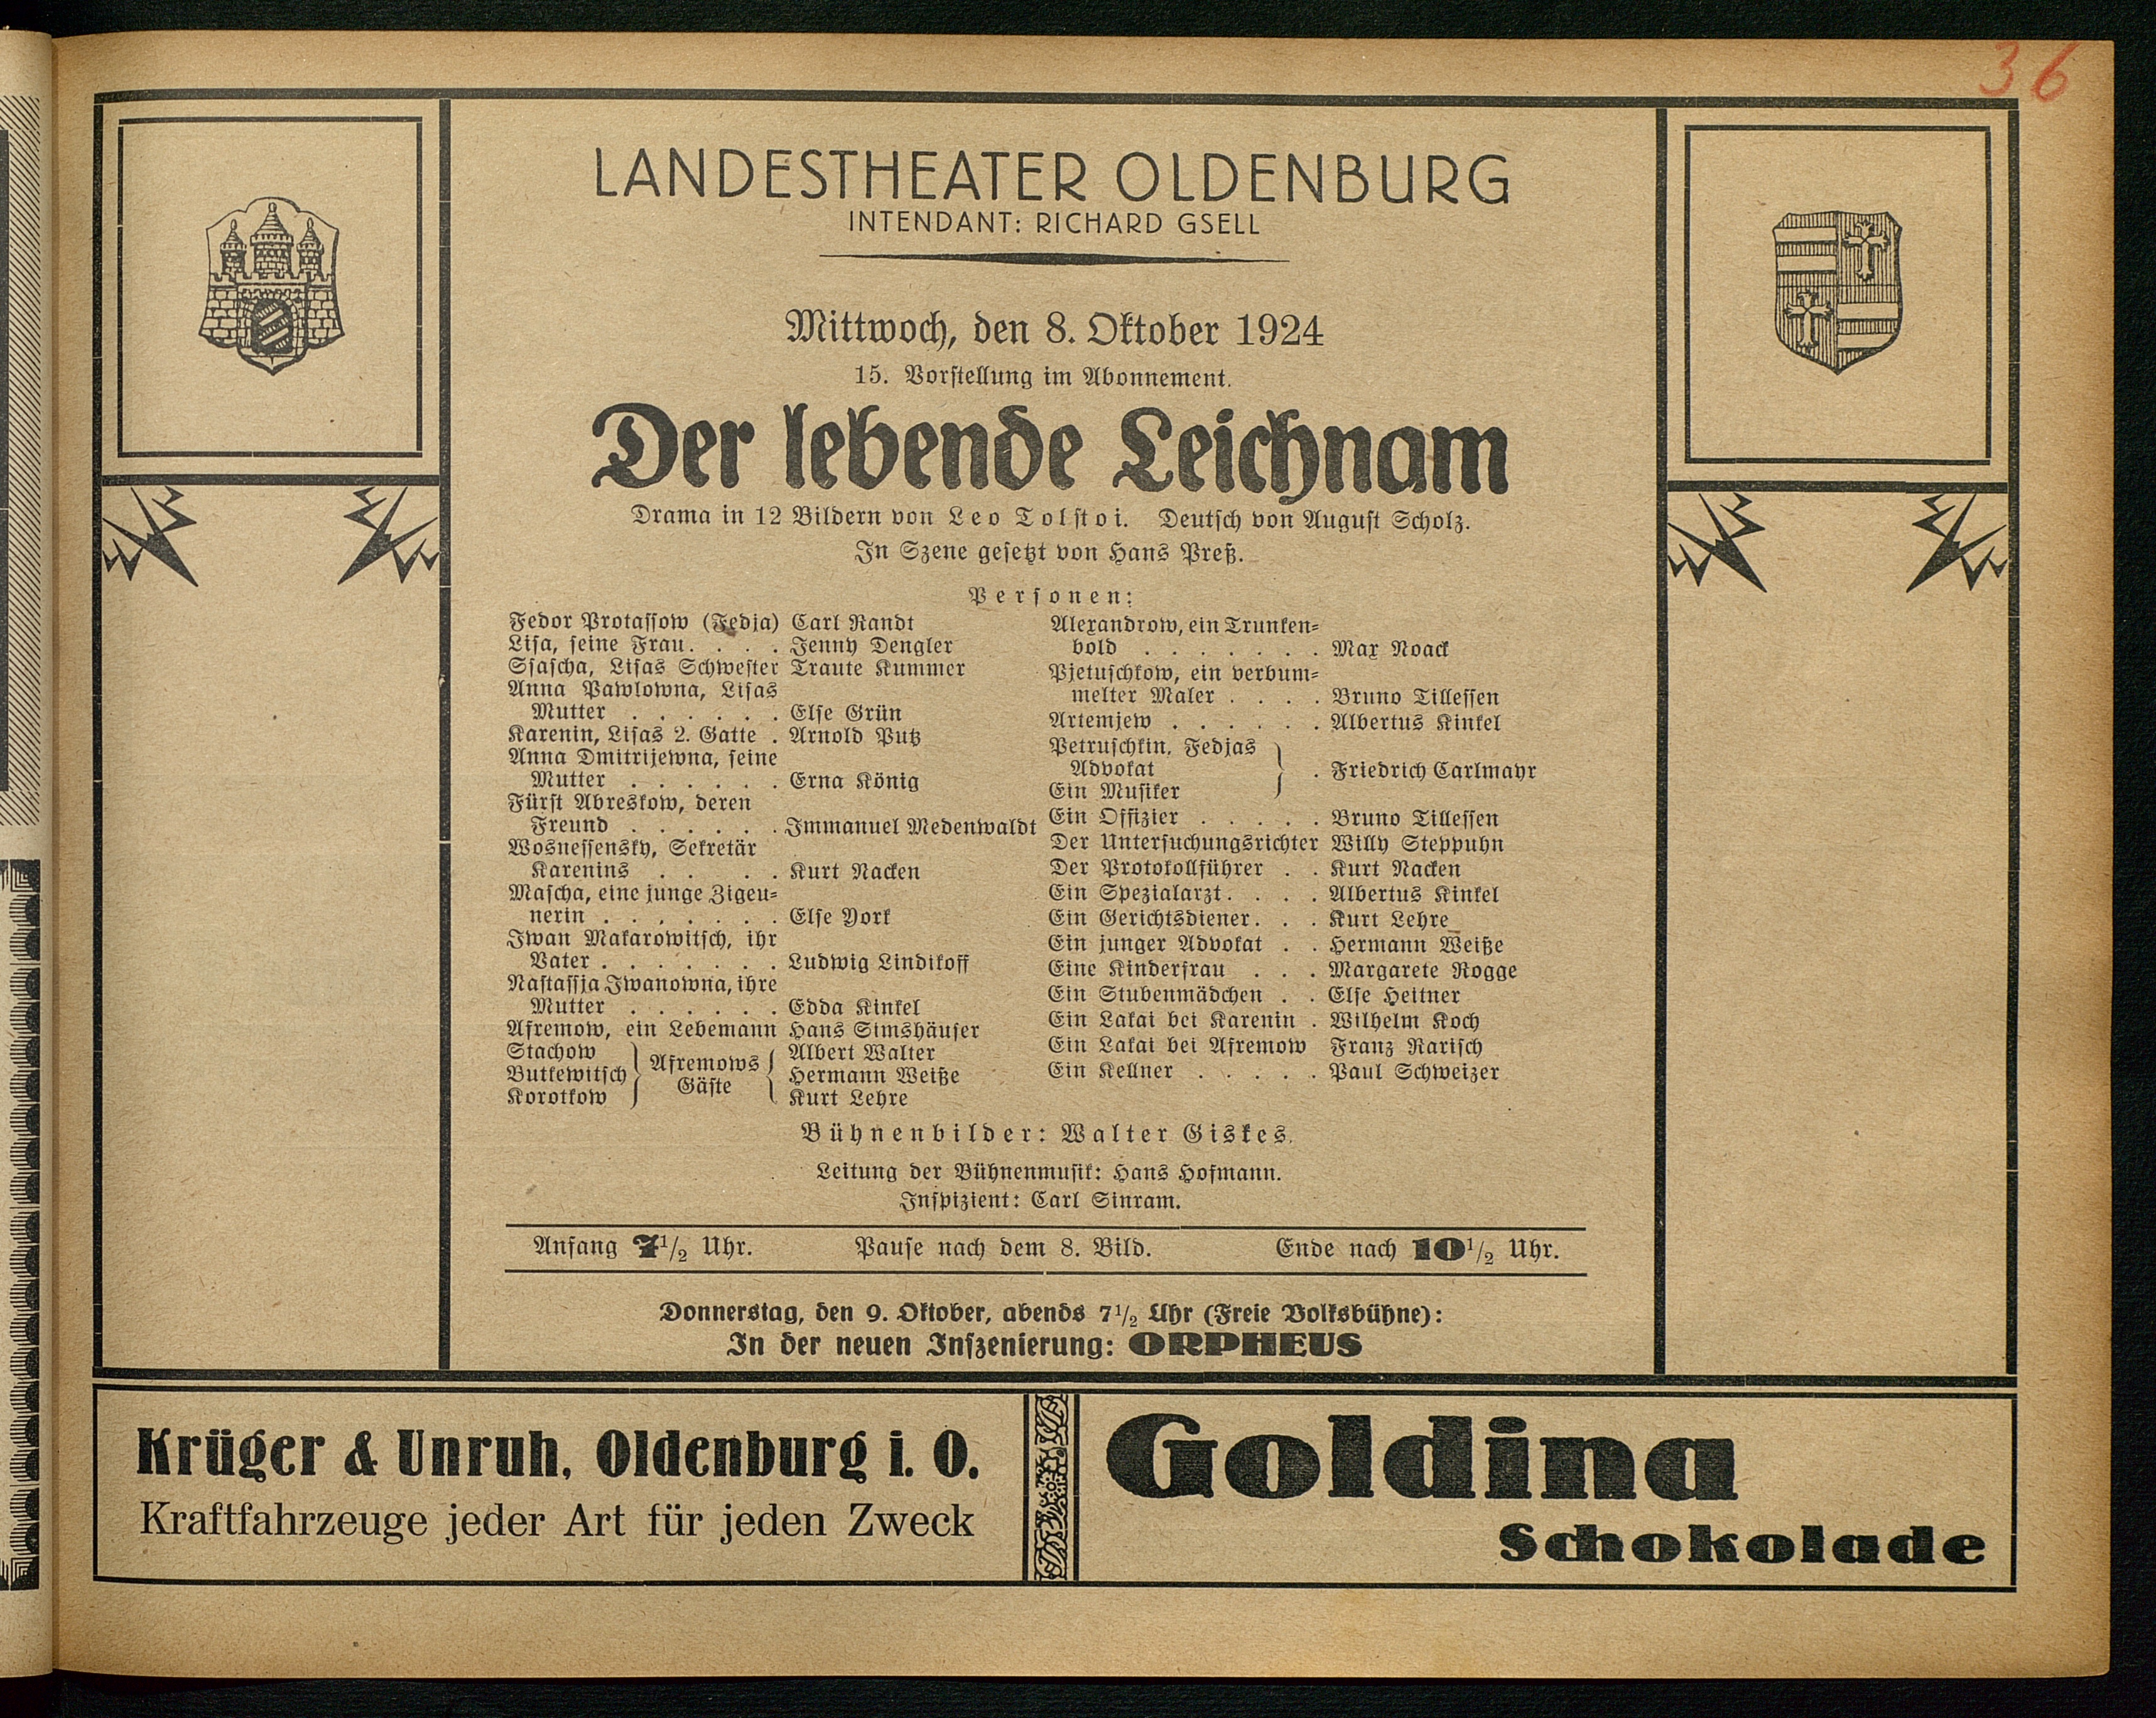 36
LANDESTHEATER OLDENBURG
INTENDANT: RICHARD GSELL
Mittwoch, den 8. Oktober 1924
15. Vorstellung im Abonnement.
Der lebende Leichnam
Drama in 12 Bildern von Leo Tolstoi. Deutsch von August Scholz.
In Szene gesetzt von Hans Preß.
Personen:
Fedor Protassow (Fedja) Carl Randt
Lisa, seine Frau. . . . Jenny Dengler
Ssascha, Lisas Schwester Traute Kummer
Anna Pawlowna, Lisas
Mutter . . . . . . Else Grün
Karenin, Lisas 2. Gatte . Arnold Putz
Anna Dmitrijewna, seine
Mutter . . . . . . Erna König
Fürst Abreskow, deren
Freund . . . . . . Immanuel Medenwaldt
Wosnessensky, Sekretär
Karenins . . . . Kurt Nacken
Mascha, eine junge Zigeu-
nerin . . . . . . . Else York
Iwan Makarowitsch, ihr
Vater . . . . . . . Ludwig Lindikoff
Nastassja Iwanowna, ihre
Mutter . . . . . . Edda Kinkel
Afremow, ein Lebemann Hans Simshäuser
Stachow } Afremows Gäste { Albert Walter
Butkewitsch Hermann Weiße
Korotkow Kurt Lehre
Alexandrow, ein Trunken-
bold . . . . . . . Max Noack
Pjetuschkow, ein verbum-
melter Maler . . . . Bruno Tillessen
Artemjew . . . . . . Albertus Kinkel
Petruschkin, Fedjas
Advokat } . Friedrich Carlmayr
Ein Musiker
Ein Offizier . . . . . Bruno Tillessen
Der Untersuchungsrichter Willy Steppuhn
Der Protokollführer . . Kurt Nacken
Ein Spezialarzt. . . . Albertus Kinkel
Ein Gerichtsdiener. . . Kurt Lehre
Ein junger Advokat . . Hermann Weiße
Eine Kinderfrau . . . Margarete Rogge
Ein Stubenmädchen . . Else Heitner
Ein Lakai bei Karenin . Wilhelm Koch
Ein Lakai bei Afremow Franz Rarisch
Ein Kellner . . . . . Paul Schweizer
Bühnenbilder: Walter Giskes.
Leitung der Bühnenmusik: Hans Hofmann.
Inspizient: Carl Sinram.
Anfang 7 1/2 Uhr. Pause nach dem 8. Bild. Ende nach 10 1/2 Uhr.
Donnerstag, den 9. Oktober, abends 7 1/2 Uhr (Freie Volksbühne):
In der neuen Inszenierung: ORPHEUS
Krüger & Unruh, Oldenburg i. O.
Kraftfahrzeuge jeder Art für jeden Zweck
Goldina
Schokolade